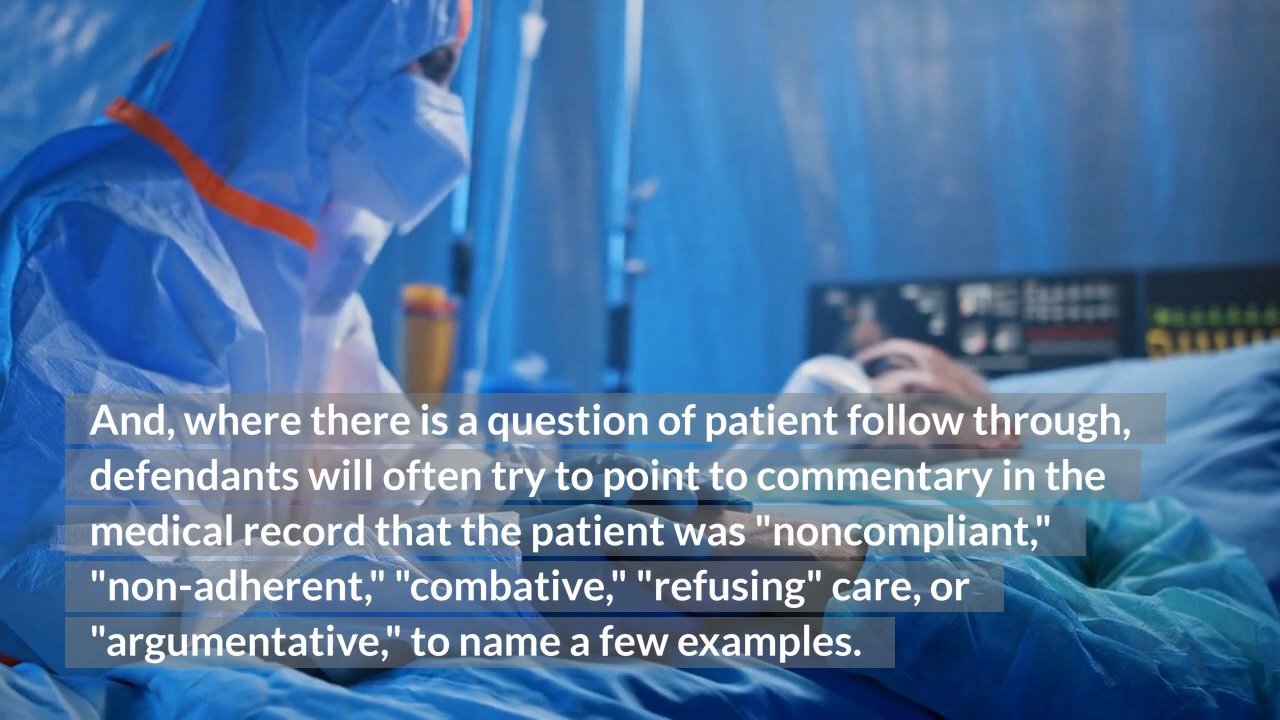 And, where there is a question of patient follow through,
defendants will often try to point to commentary in the
medical record that the patient was "noncompliant,"
"non-adherent," "combative," "refusing" care, or
"argumentative," to name a few examples.